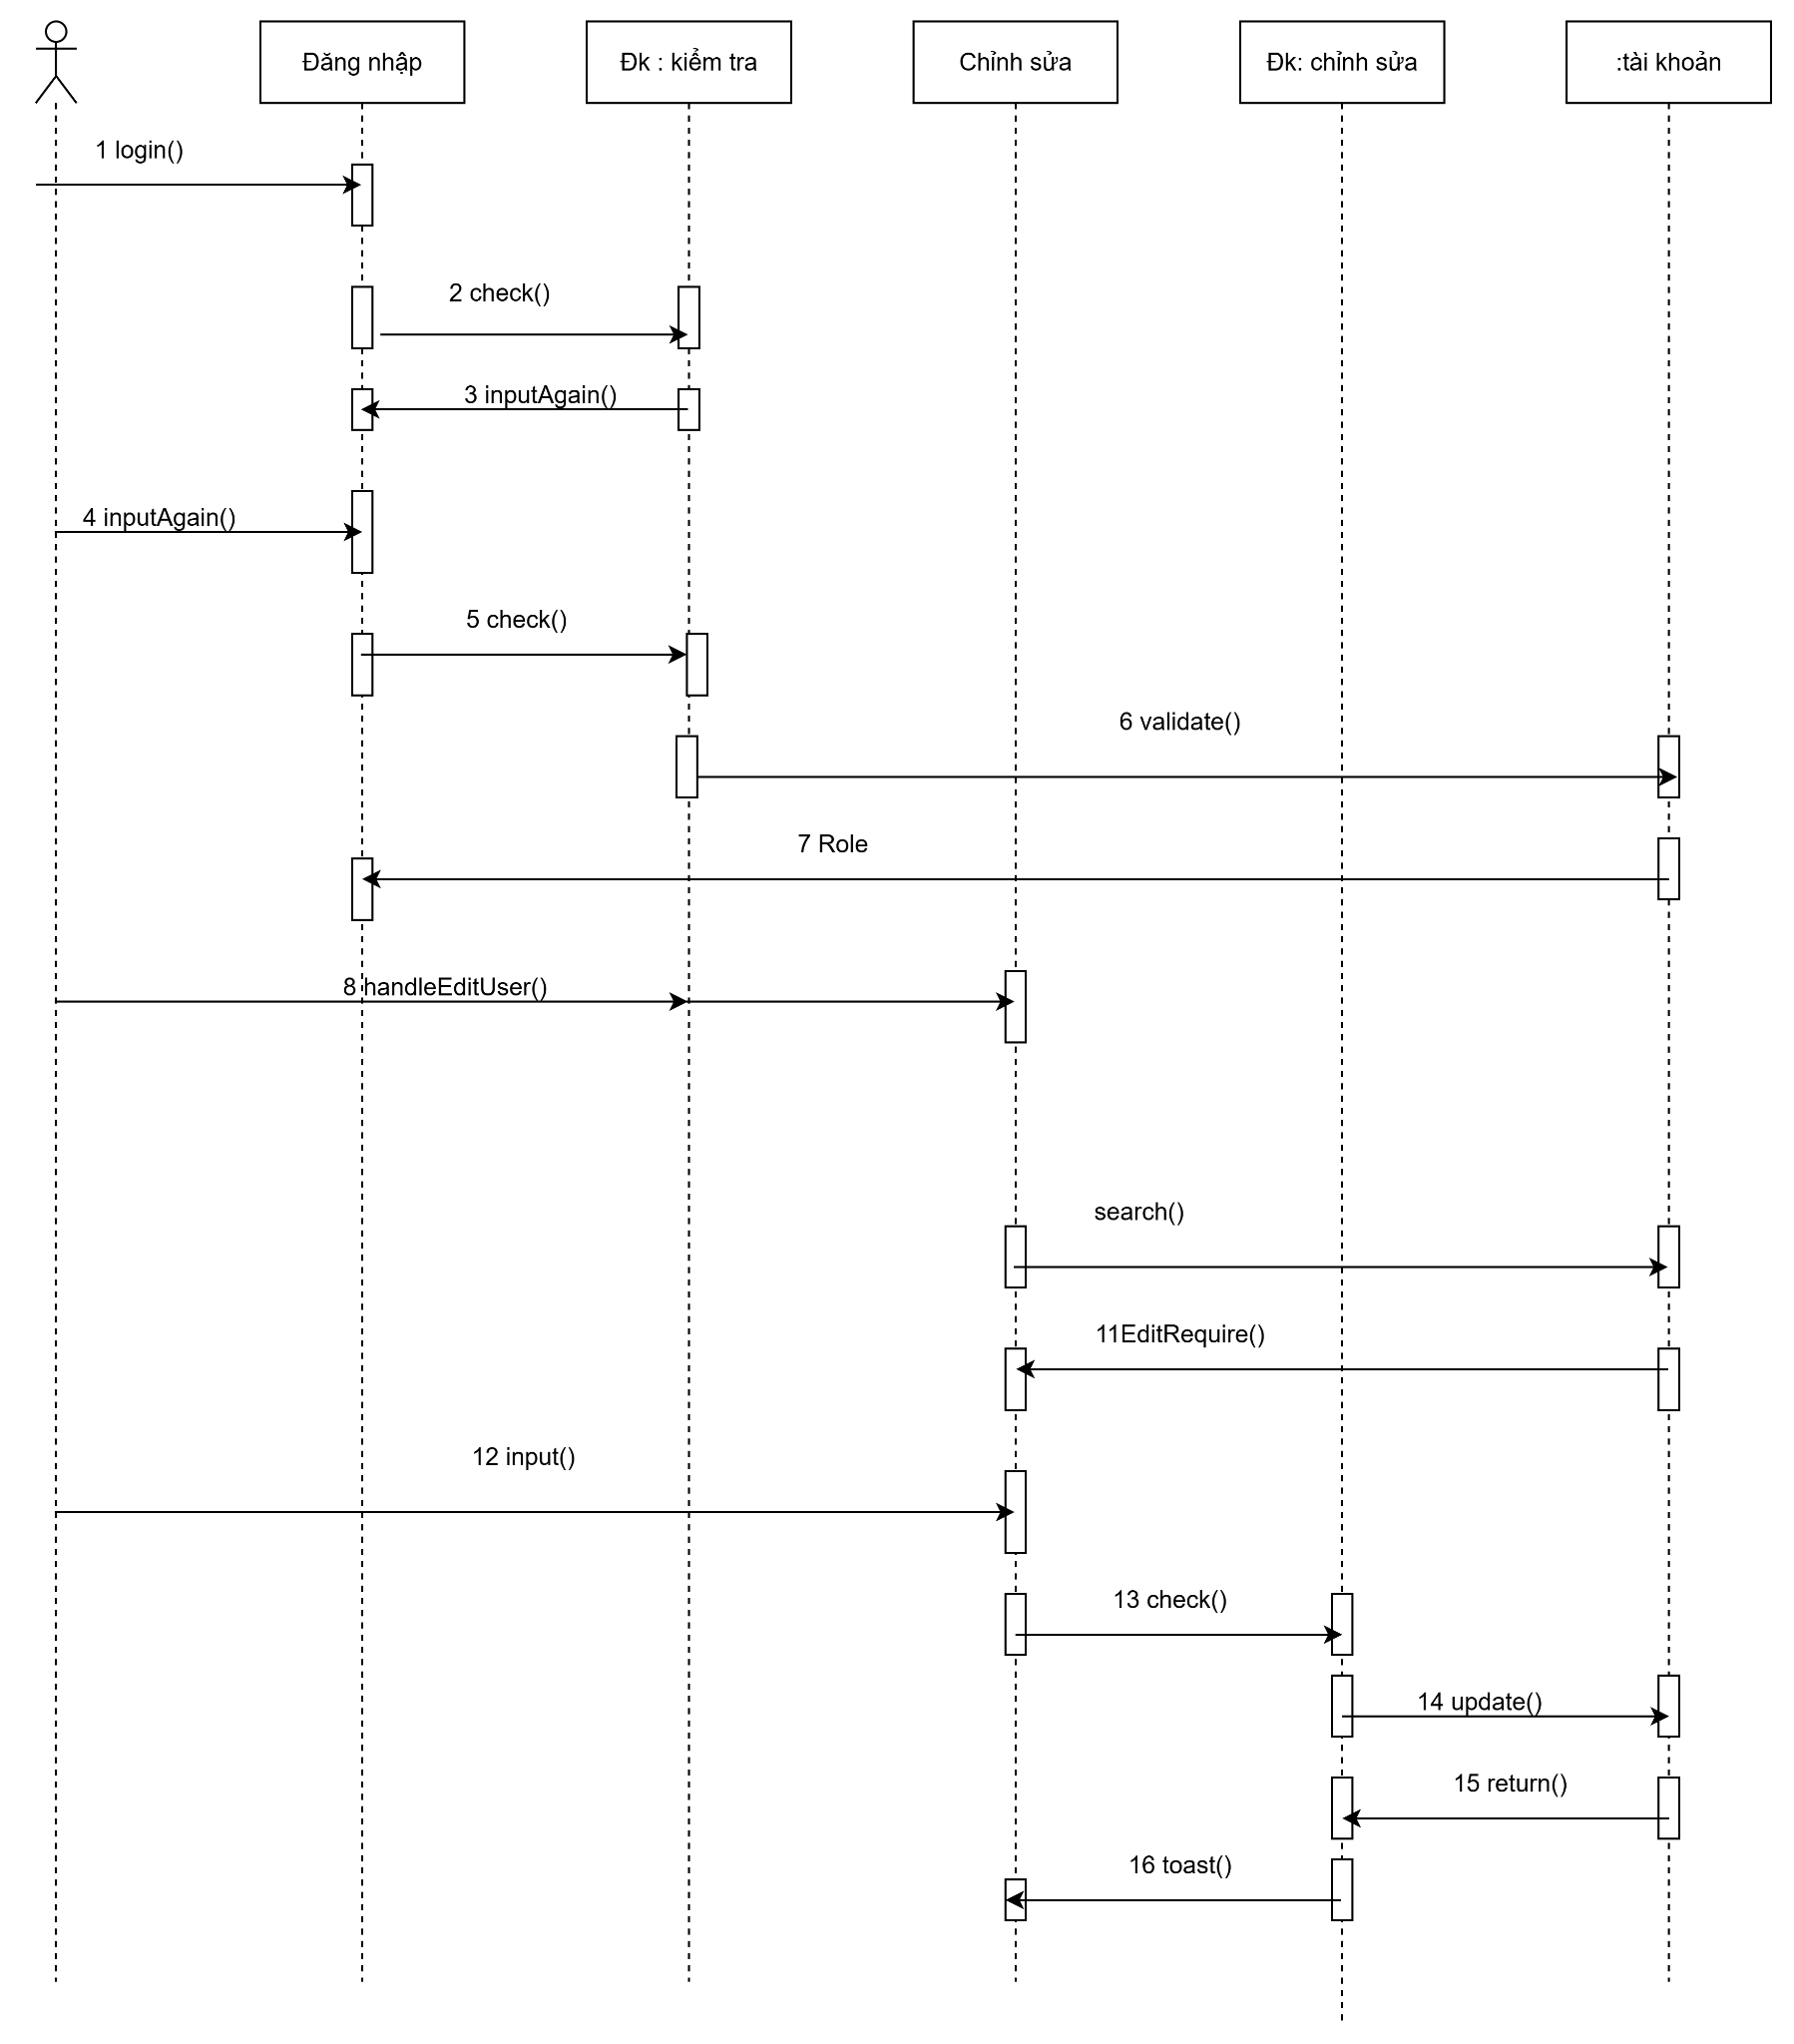 Đăng nhập
Đk : kiểm tra
Chỉnh sửa
Đk: chỉnh sửa
:tài khoản
1 login()
2 check()
3 inputAgain()
4 inputAgain()
5 check()
6 validate()
7 Role
8 handleEditUser()
search()
11EditRequire()
12 input()
13 check()
14 update()
15 return()
16 toast()